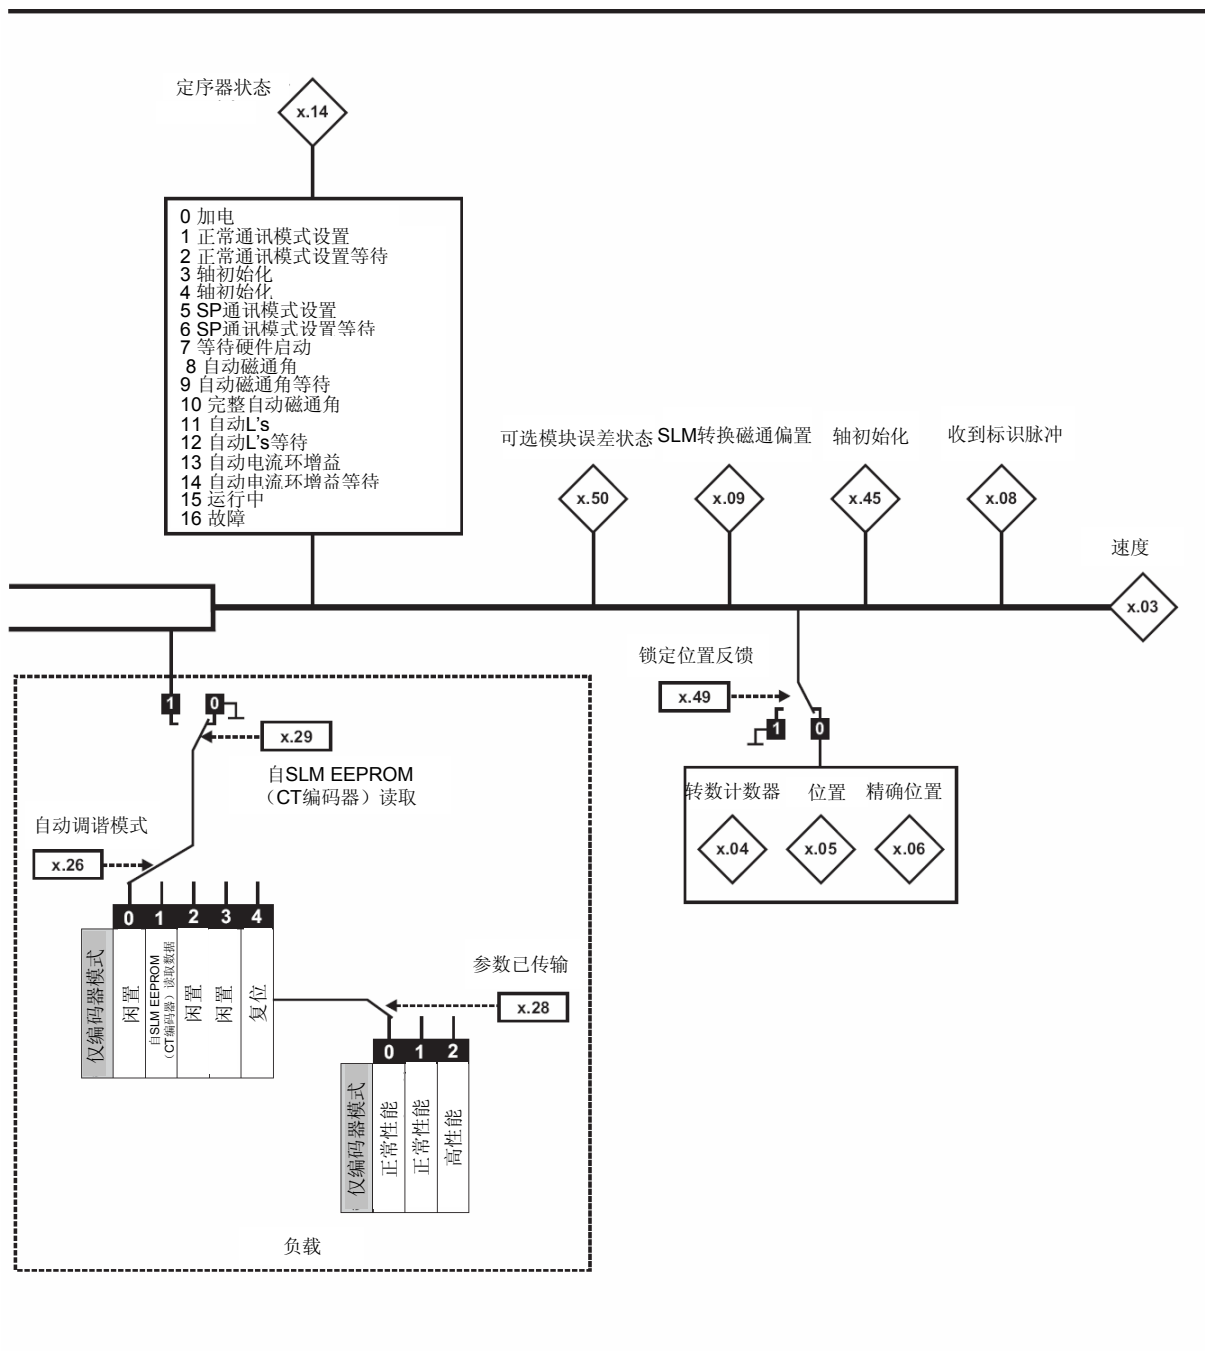 定序器状态
x.14
0 加电
1 正常通讯模式设置
2 正常通讯模式设置等待
3 轴初始化
4 轴初始化
5 SP通讯模式设置
6 SP通讯模式设置等待
7 等待硬件启动
8 自动磁通角
9 自动磁通角等待
10 完整自动磁通角
11 自动L's
12 自动L's等待
13 自动电流环增益
14 自动电流环增益等待
15 运行中
16 故障
可选模块误差状态 SLM转换磁通偏置 轴初始化 收到标识脉冲
x.50 x.09 x.45 x.08
速度
x.03
锁定位置反馈
x.49
1 0
转数计数器 位置 精确位置
x.04 x.05 x.06
1 0
x.29
自SLM EEPROM
（CT编码器）读取
自动调谐模式
x.26
0 1 2 3 4
仅编码器模式
闲置
自SLM EEPROM
（CT编码器）读取数据
闲置
闲置
复位
参数已传输
x.28
0 1 2
仅编码器模式
正常性能
正常性能
高性能
负载